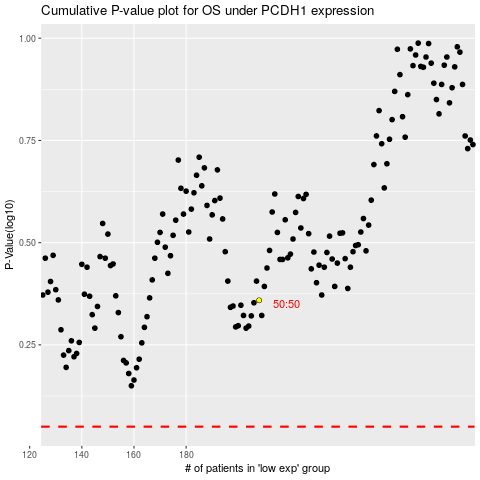 Cumulative P-value plot for OS under PCDH1 expression
P-Value(log10)
1.00
0.75
0.50
0.25
50:50
120 140 160 180
# of patients in 'low exp' group